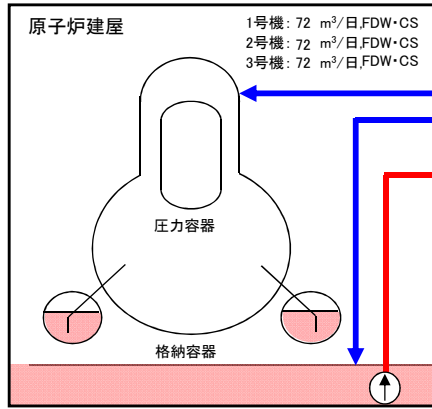 原子炉建屋
1号機：72 m³/日,FDW・CS
2号機：72 m³/日,FDW・CS
3号機：72 m³/日,FDW・CS
圧力容器
格納容器